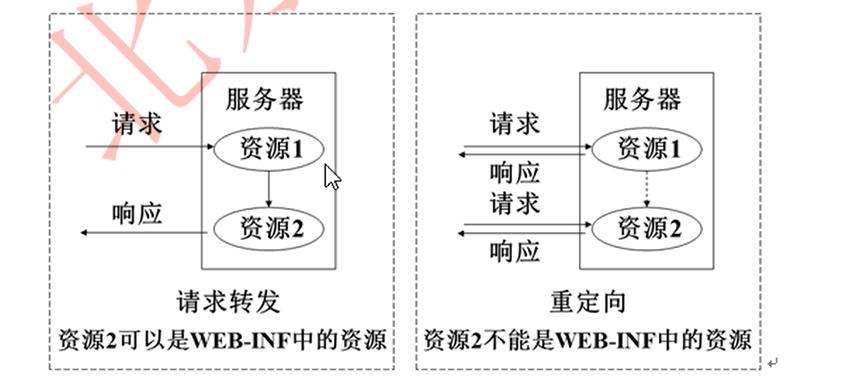 北
服务器
请求
资源1
响应
资源2
请求转发
资源2可以是WEB-INF中的资源
服务器
请求
资源1
响应
请求
资源2
响应
重定向
资源2不能是WEB-INF中的资源